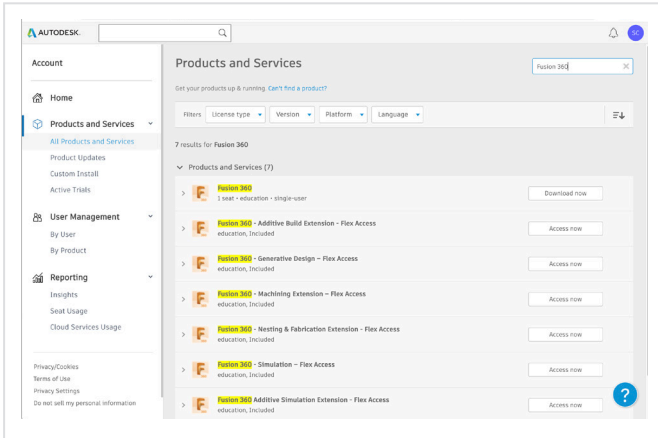 AUTODESK.
SC
Account
Home
Products and Services
All Products and Services
Product Updates
Custom Install
Active Trials
User Management
By User
By Product
Reporting
Insights
Seat Usage
Cloud Services Usage
Privacy/Cookies
Terms of Use
Privacy Settings
Do not sell my personal information
Products and Services
Fusion 360
Get your products up & running. Can't find a product?
Filters License type Version Platform Language
7 results for Fusion 360
Products and Services (7)
Fusion 360
1 seat • education • single-user
Download now
Fusion 360 - Additive Build Extension - Flex Access
education, Included
Access now
Fusion 360 - Generative Design – Flex Access
education, Included
Access now
Fusion 360 - Machining Extension – Flex Access
education, Included
Access now
Fusion 360 - Nesting & Fabrication Extension - Flex Access
education, Included
Access now
Fusion 360 - Simulation – Flex Access
education, Included
Access now
Fusion 360 Additive Simulation Extension - Flex Access
education, Included
Access now
?